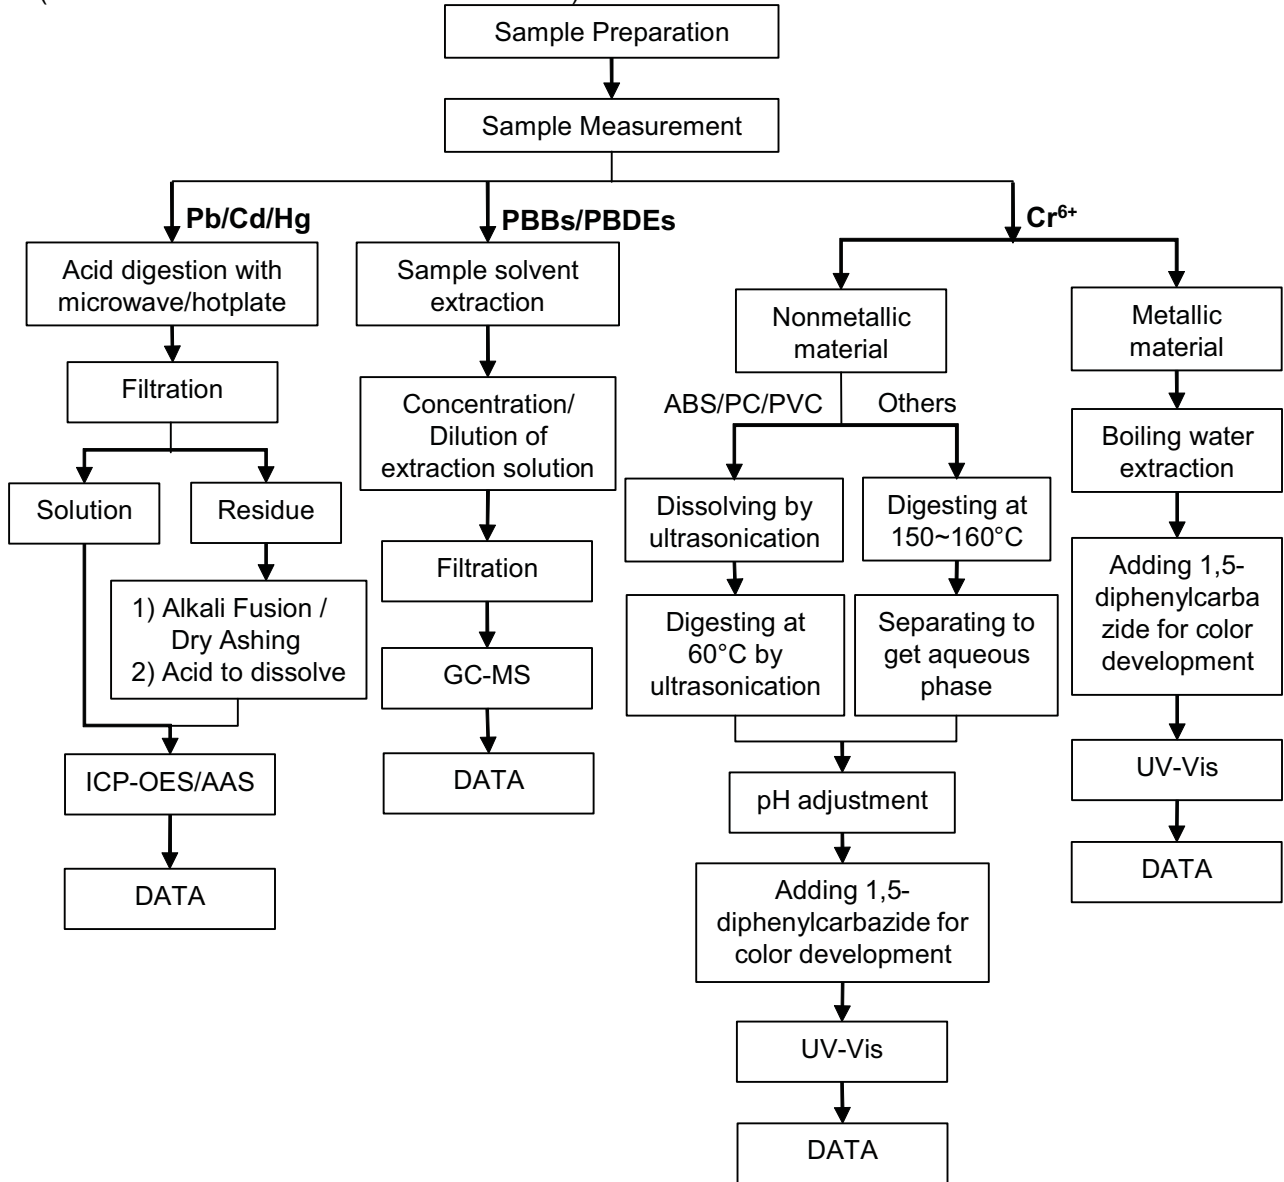 Sample Preparation
Sample Measurement
Pb/Cd/Hg
PBBs/PBDEs
Cr⁶⁺
Acid digestion with
microwave/hotplate
Filtration
Solution
Residue
1) Alkali Fusion /
Dry Ashing
2) Acid to dissolve
ICP-OES/AAS
DATA
Sample solvent
extraction
Concentration/
Dilution of
extraction solution
Filtration
GC-MS
DATA
Nonmetallic
material
ABS/PC/PVC
Others
Dissolving by
ultrasonication
Digesting at
60°C by
ultrasonication
Digesting at
150~160°C
Separating to
get aqueous
phase
pH adjustment
Adding 1,5-
diphenylcarbazide for
color development
UV-Vis
DATA
Metallic
material
Boiling water
extraction
Adding 1,5-
diphenylcarba
zide for color
development
UV-Vis
DATA